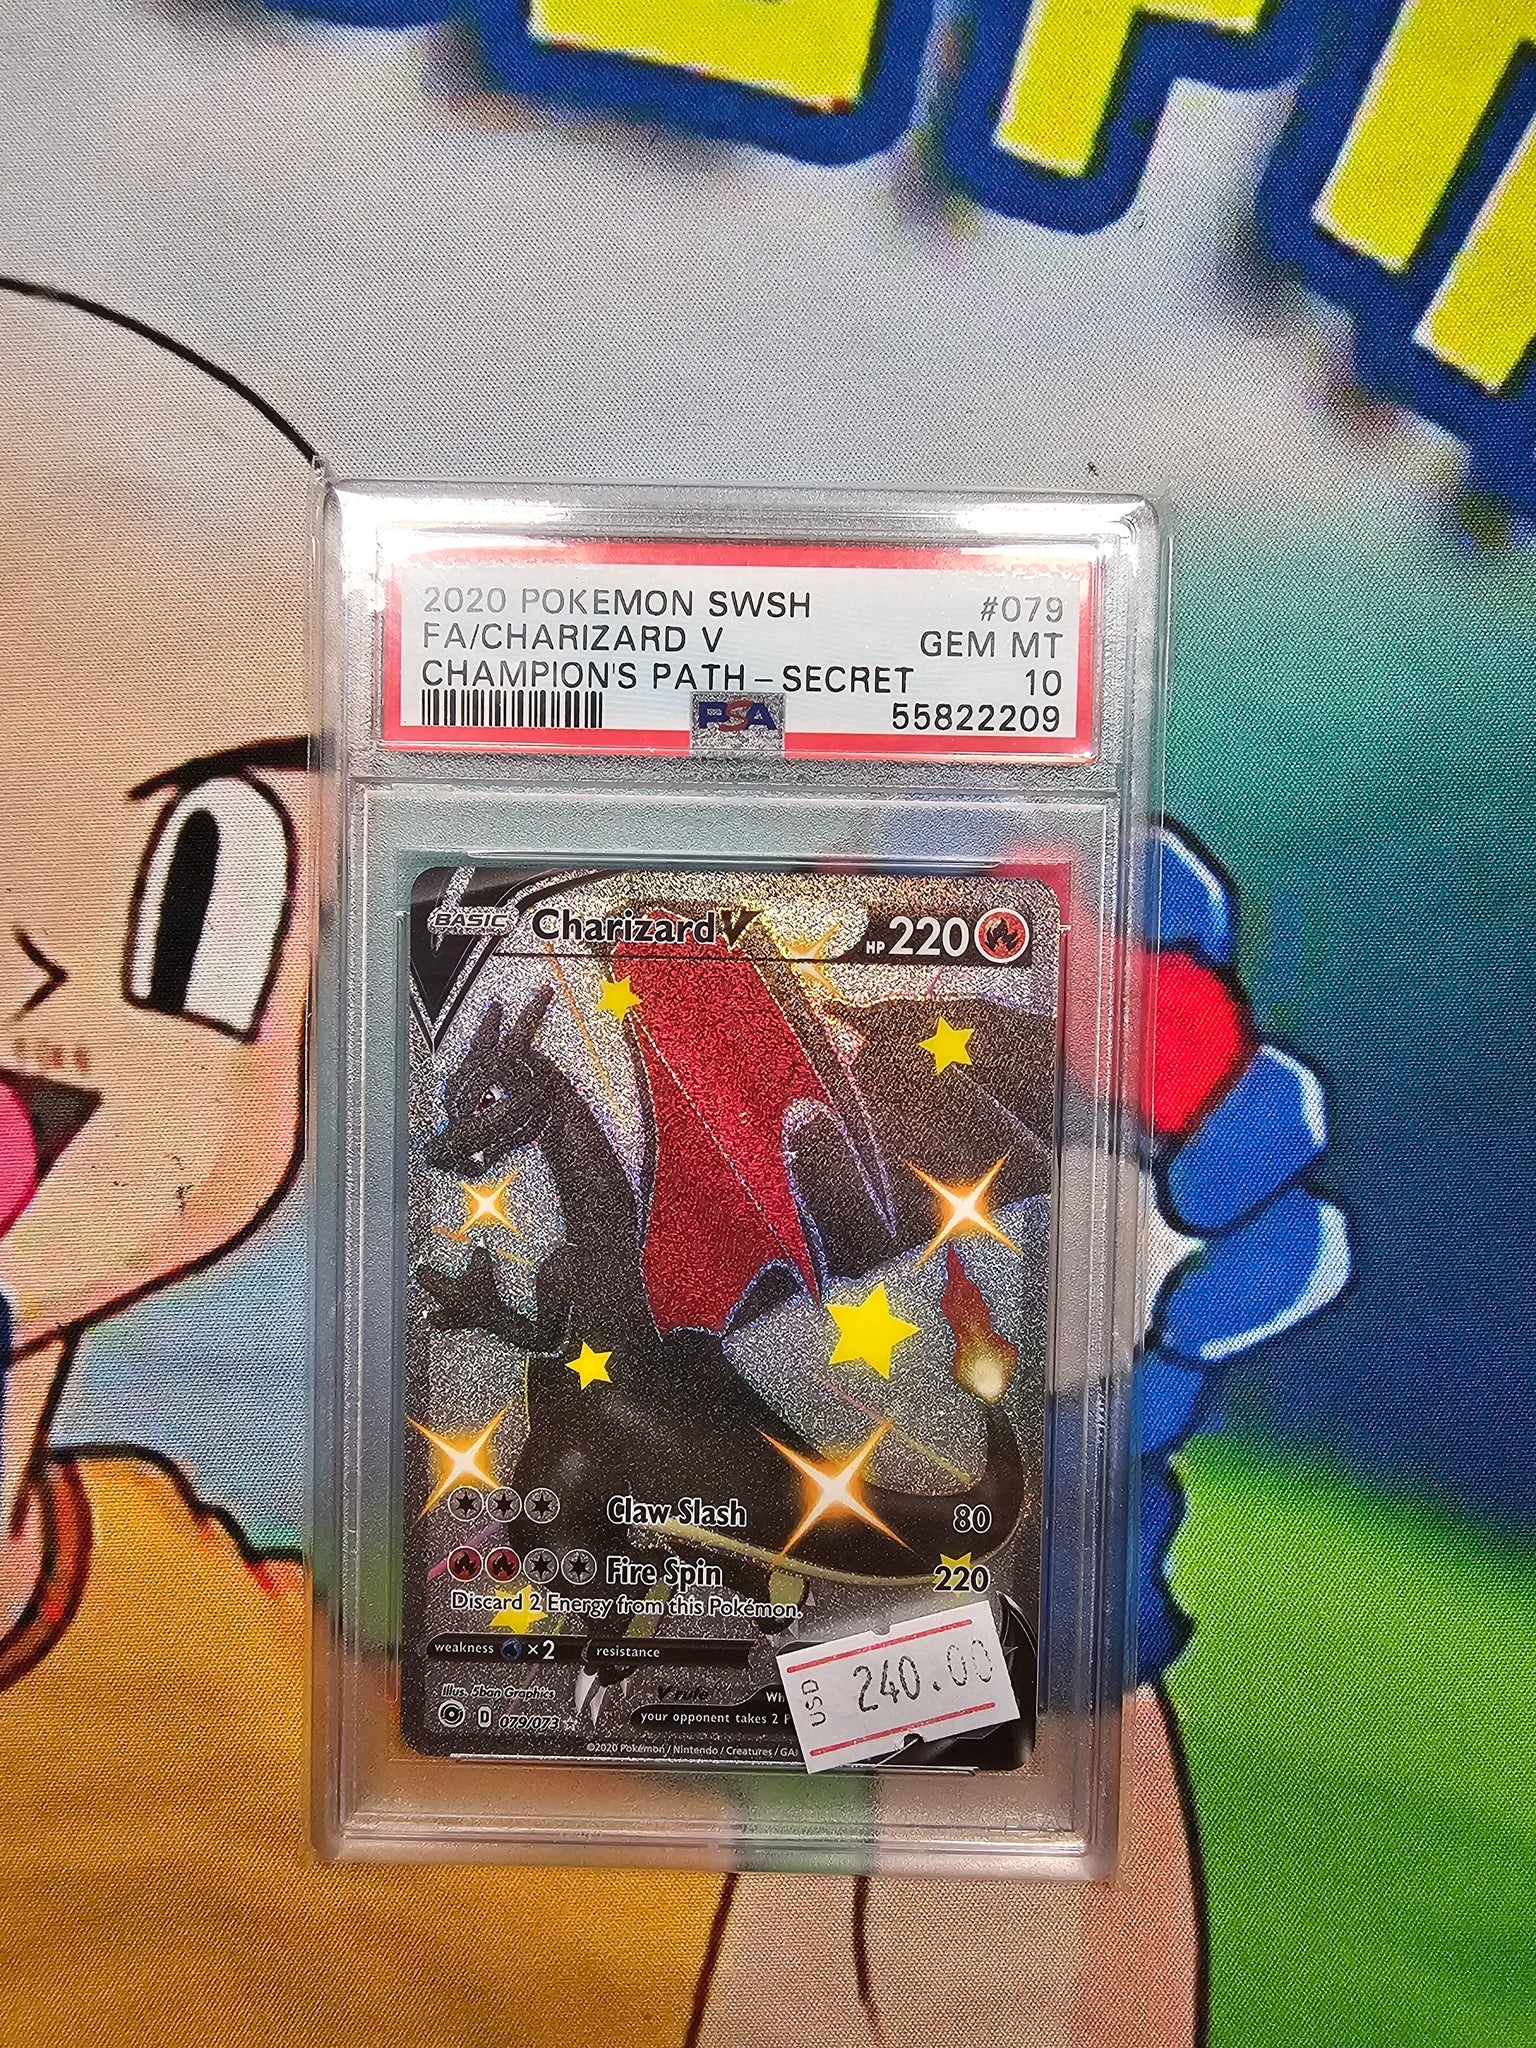 2020 POKEMON SWSH #079
FA/CHARIZARD V GEM MT
CHAMPION'S PATH – SECRET 10
PSA 55822209
BASIC Charizard V HP 220
Claw Slash 80
Fire Spin 220
Discard 2 Energy from this Pokémon.
weakness ×2 resistance
Illus. 5ban Graphics
V rule
your opponent takes 2
D 079/073
©2020 Pokémon / Nintendo / Creatures /
USD 240.00